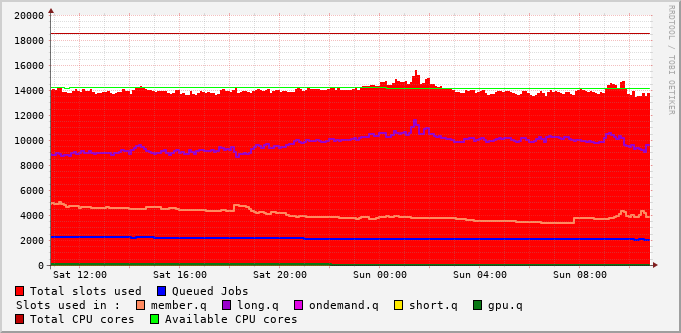 20000
18000
16000
14000
12000
10000
8000
6000
4000
2000
0
Sat 12:00 Sat 16:00 Sat 20:00 Sun 00:00 Sun 04:00 Sun 08:00
RRDTOOL / TOBI OETIKER
Total slots used Queued Jobs
Slots used in : member.q long.q ondemand.q short.q gpu.q
Total CPU cores Available CPU cores